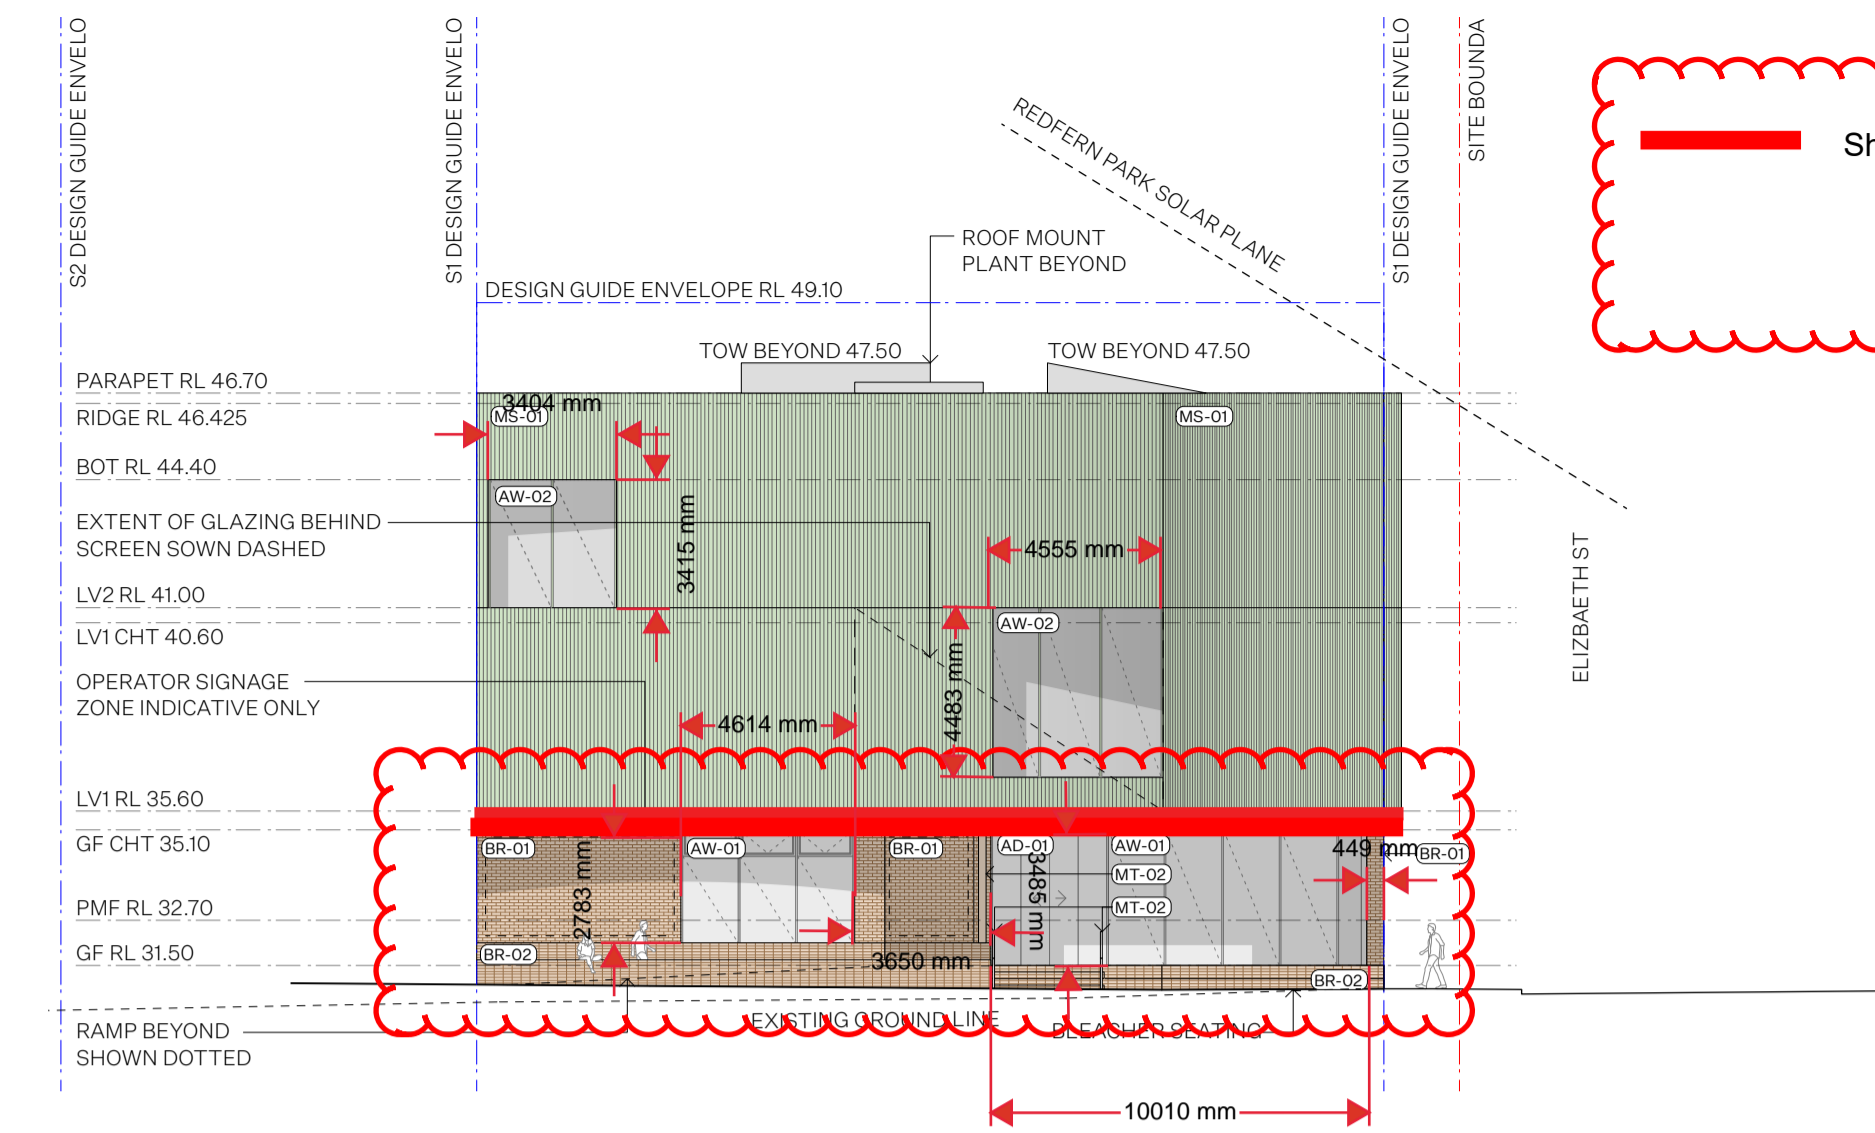 S2 DESIGN GUIDE ENVELO
S1 DESIGN GUIDE ENVELO
S1 DESIGN GUIDE ENVELO
SITE BOUNDA
Sh
REDFERN PARK SOLAR PLANE
ROOF MOUNT
PLANT BEYOND
DESIGN GUIDE ENVELOPE RL 49.10
TOW BEYOND 47.50
TOW BEYOND 47.50
PARAPET RL 46.70
3404 mm
MS-01
MS-01
RIDGE RL 46.425
BOT RL 44.40
AW-02
EXTENT OF GLAZING BEHIND
SCREEN SOWN DASHED
3415 mm
4555 mm
ELIZBAETH ST
LV2 RL 41.00
AW-02
LV1 CHT 40.60
4483 mm
OPERATOR SIGNAGE
ZONE INDICATIVE ONLY
4614 mm
LV1 RL 35.60
GF CHT 35.10
BR-01
AW-01
BR-01
AD-01
AW-01
449 mm
BR-01
2783 mm
3485 mm
MT-02
MT-02
PMF RL 32.70
GF RL 31.50
BR-02
3650 mm
BR-02
EXISTING GROUND LINE
BLEACHER SEATING
RAMP BEYOND
SHOWN DOTTED
10010 mm